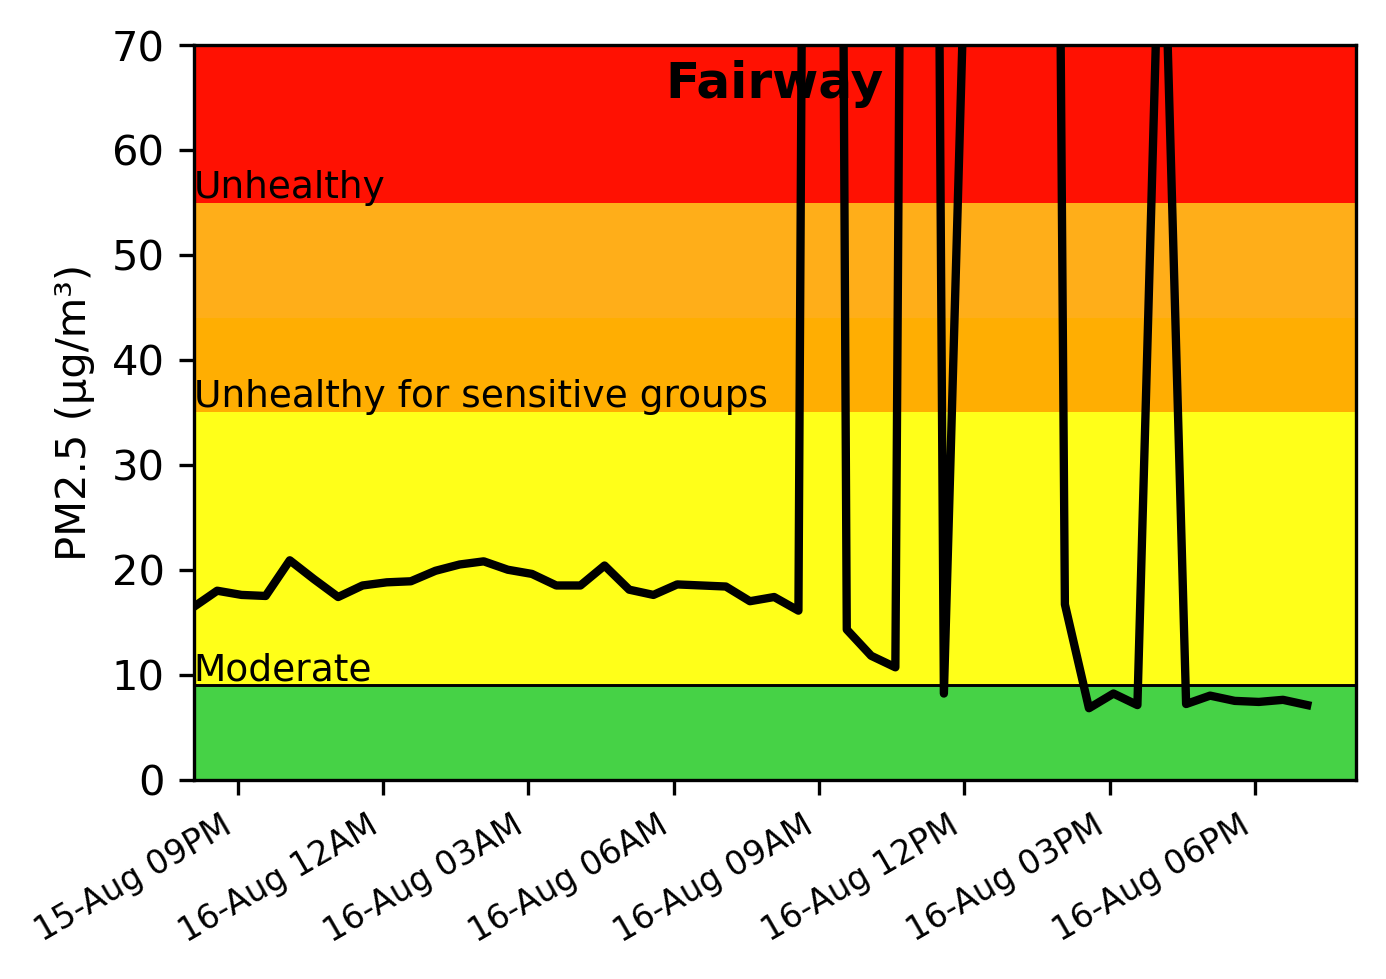 Fairway
PM2.5 (µg/m³)
70
60
50
40
30
20
10
0
Unhealthy
Unhealthy for sensitive groups
Moderate
15-Aug 09PM
16-Aug 12AM
16-Aug 03AM
16-Aug 06AM
16-Aug 09AM
16-Aug 12PM
16-Aug 03PM
16-Aug 06PM